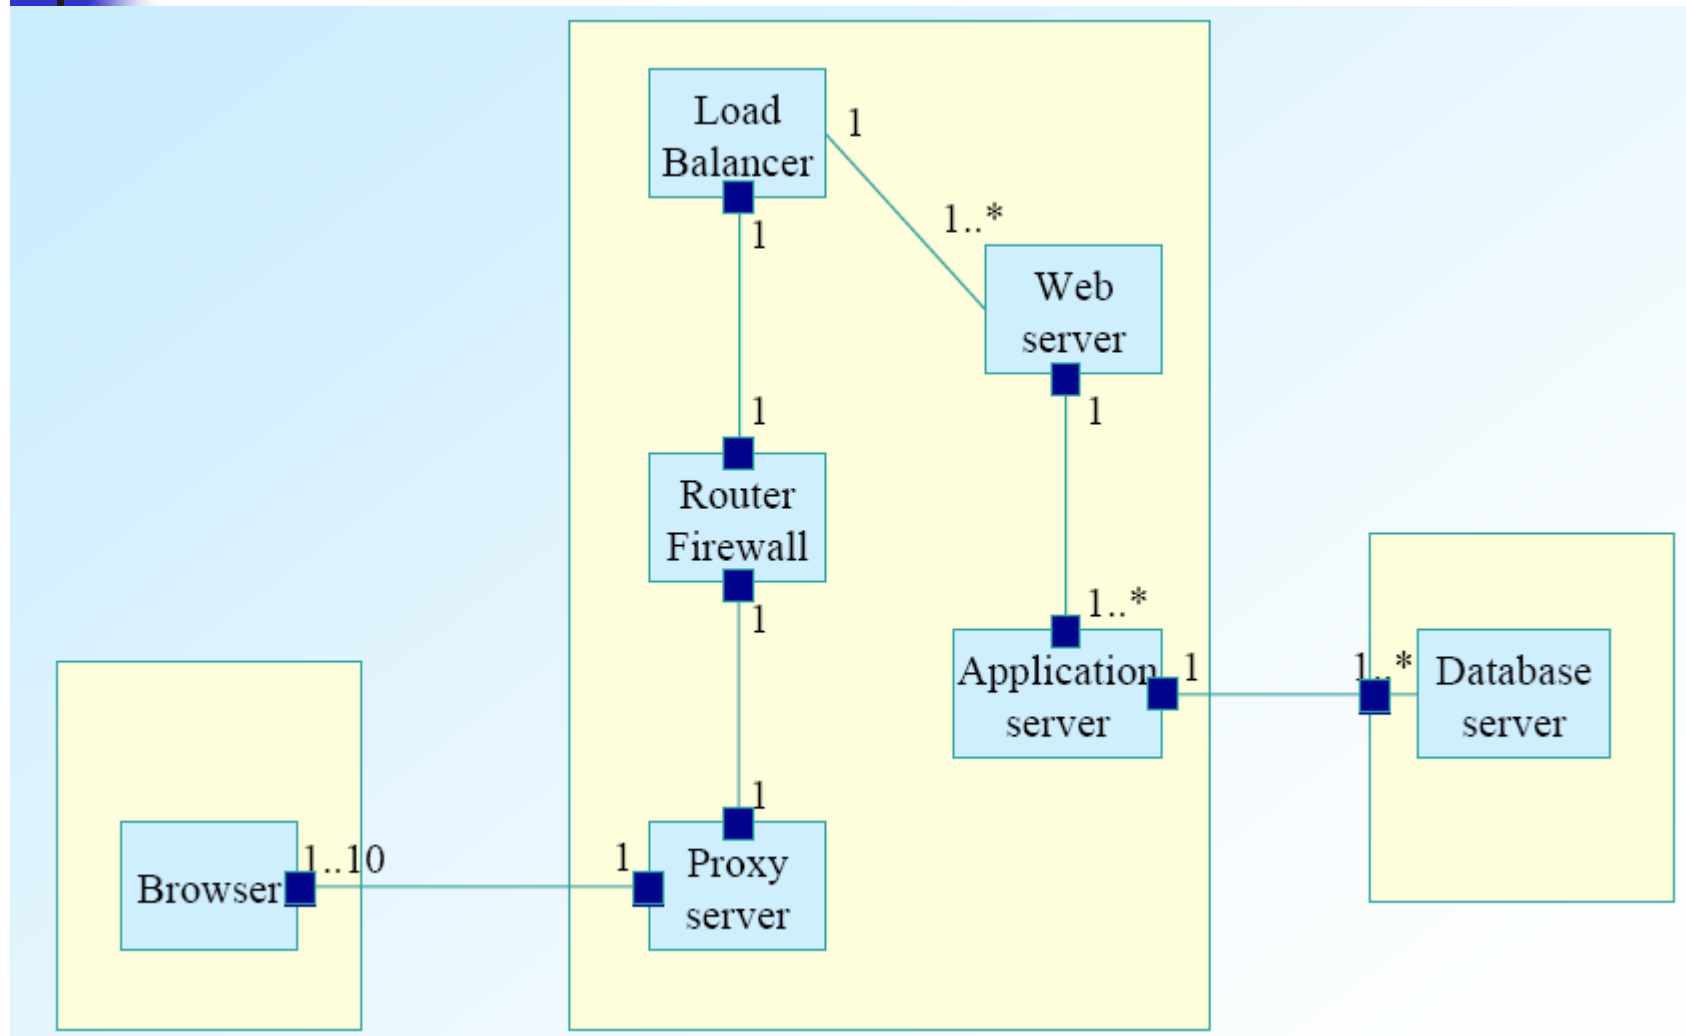 Load
Balancer
1
1..*
1
Web
server
1
1
Router
Firewall
1
1..*
Application
server
1
1..*
Database
server
1
Browser
1..10
1
Proxy
server